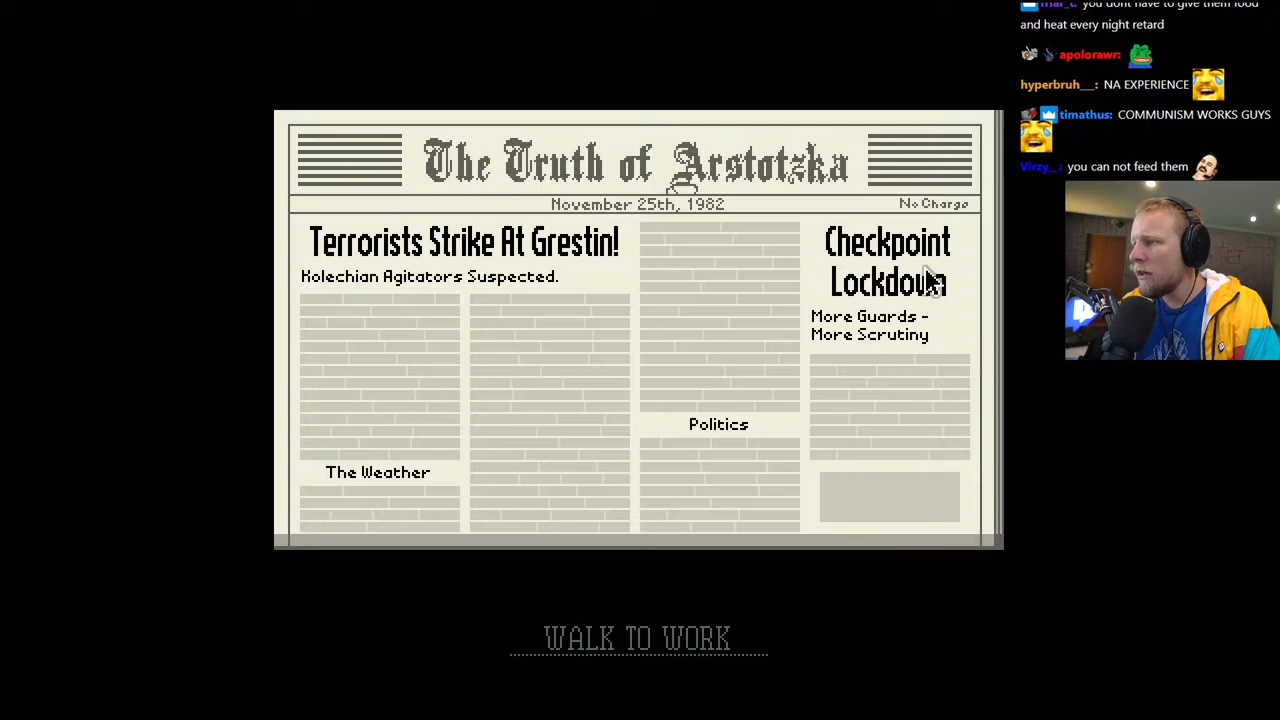 The Truth of Arstotzka
November 25th, 1982
No Charge
Terrorists Strike At Grestin!
Kolechian Agitators Suspected.
The Weather
Politics
Checkpoint
Lockdown
More Guards -
More Scrutiny
WALK TO WORK
you dont have to give them food
and heat every night retard
apolorawr:
hyperbruh___: NA EXPERIENCE
timathus: COMMUNISM WORKS GUYS
Virzy__: you can not feed them